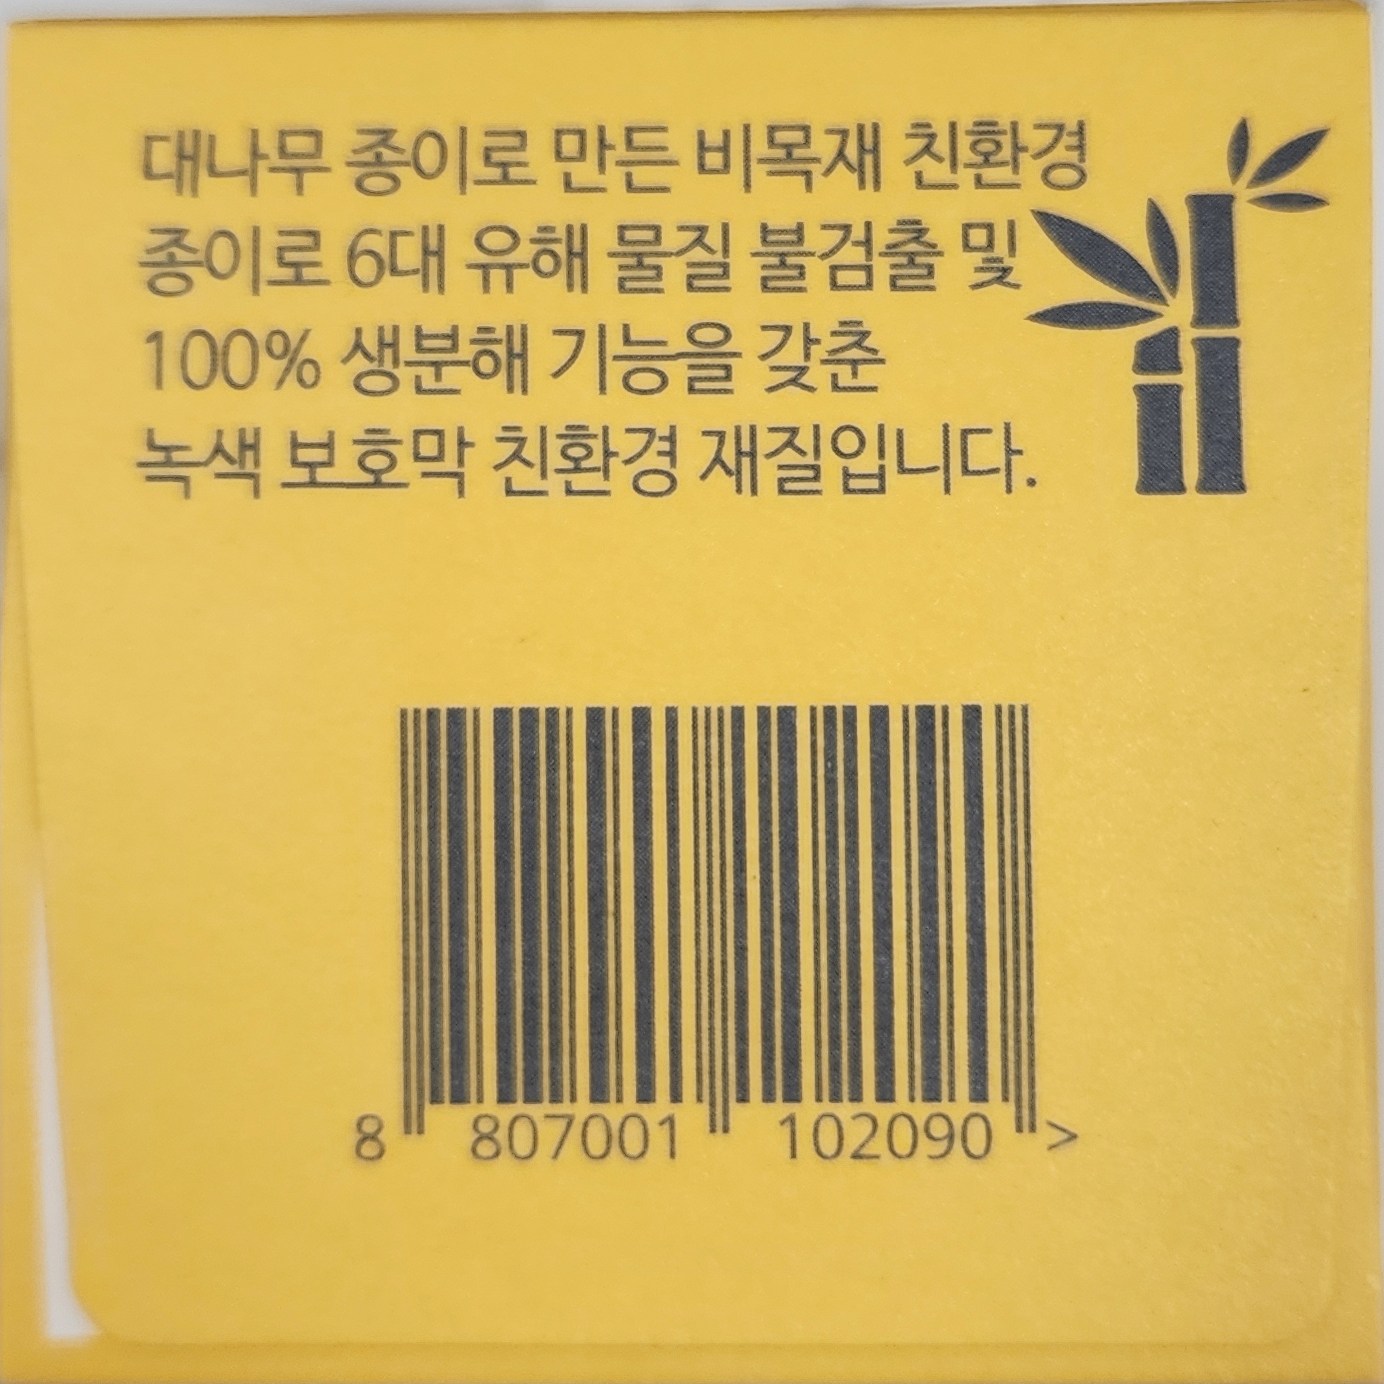 대나무 종이로 만든 비목재 친환경
종이로 6대 유해 물질 불검출 및
100% 생분해 기능을 갖춘
녹색 보호막 친환경 재질입니다.
8 807001 102090 >